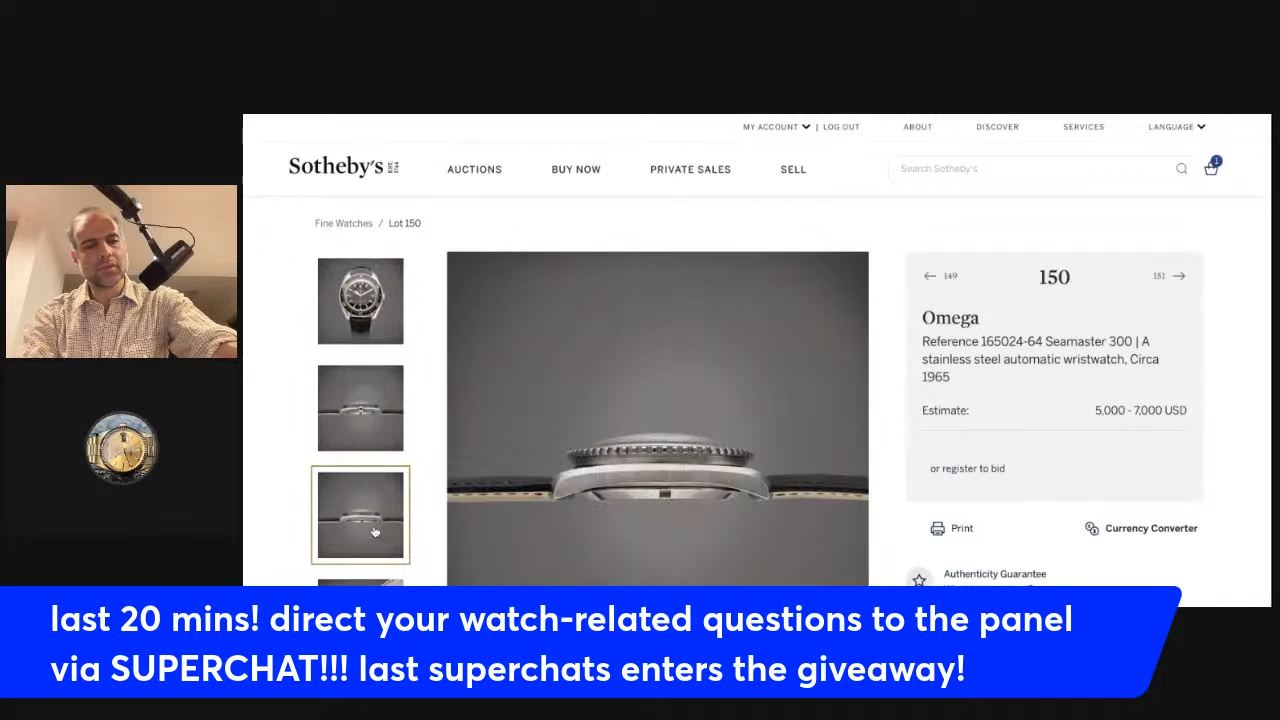 MY ACCOUNT | LOG OUT ABOUT DISCOVER SERVICES LANGUAGE
Sotheby's EST. 1744 AUCTIONS BUY NOW PRIVATE SALES SELL Search Sotheby's 1
Fine Watches / Lot 150
149 150 151
Omega
Reference 165024-64 Seamaster 300 | A
stainless steel automatic wristwatch, Circa
1965
Estimate: 5,000 - 7,000 USD
or register to bid
Print Currency Converter
Authenticity Guarantee
last 20 mins! direct your watch-related questions to the panel
via SUPERCHAT!!! last superchats enters the giveaway!